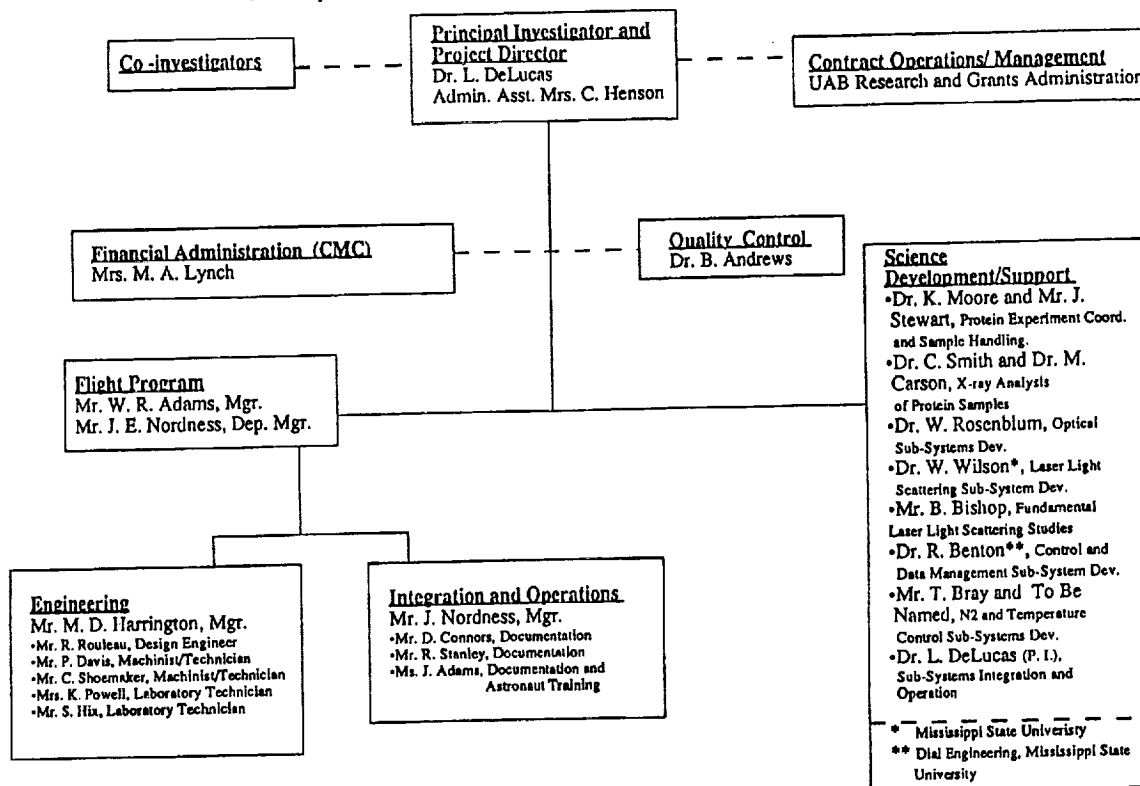 Co-investigators
Principal Investigator and
Project Director
Dr. L. DeLucas
Admin. Asst. Mrs. C. Henson
Contract Operations/ Management
UAB Research and Grants Administration
Financial Administration (CMC)
Mrs. M. A. Lynch
Quality Control
Dr. B. Andrews
Flight Program
Mr. W. R. Adams, Mgr.
Mr. J. E. Nordness, Dep. Mgr.
Engineering
Mr. M. D. Harrington, Mgr.
•Mr. R. Rouleau, Design Engineer
•Mr. P. Davis, Machinist/Technician
•Mr. C. Shoemaker, Machinist/Technician
•Mrs. K. Powell, Laboratory Technician
•Mr. S. Hix, Laboratory Technician
Integration and Operations
Mr. J. Nordness, Mgr.
•Mr. D. Connors, Documentation
•Mr. R. Stanley, Documentation
•Ms. J. Adams, Documentation and
Astronaut Training
Science
Development/Support
•Dr. K. Moore and Mr. J.
Stewart, Protein Experiment Coord.
and Sample Handling.
•Dr. C. Smith and Dr. M.
Carson, X-ray Analysis
of Protein Samples
•Dr. W. Rosenblum, Optical
Sub-Systems Dev.
•Dr. W. Wilson*, Laser Light
Scattering Sub-System Dev.
•Mr. B. Bishop, Fundamental
Laser Light Scattering Studies
•Dr. R. Benton**, Control and
Data Management Sub-System Dev.
•Mr. T. Bray and To Be
Named, N2 and Temperature
Control Sub-Systems Dev.
•Dr. L. DeLucas (P. I.),
Sub-Systems Integration and
Operation
* Mississippi State Univeristy
** Dial Engineering, Mississippi State
University